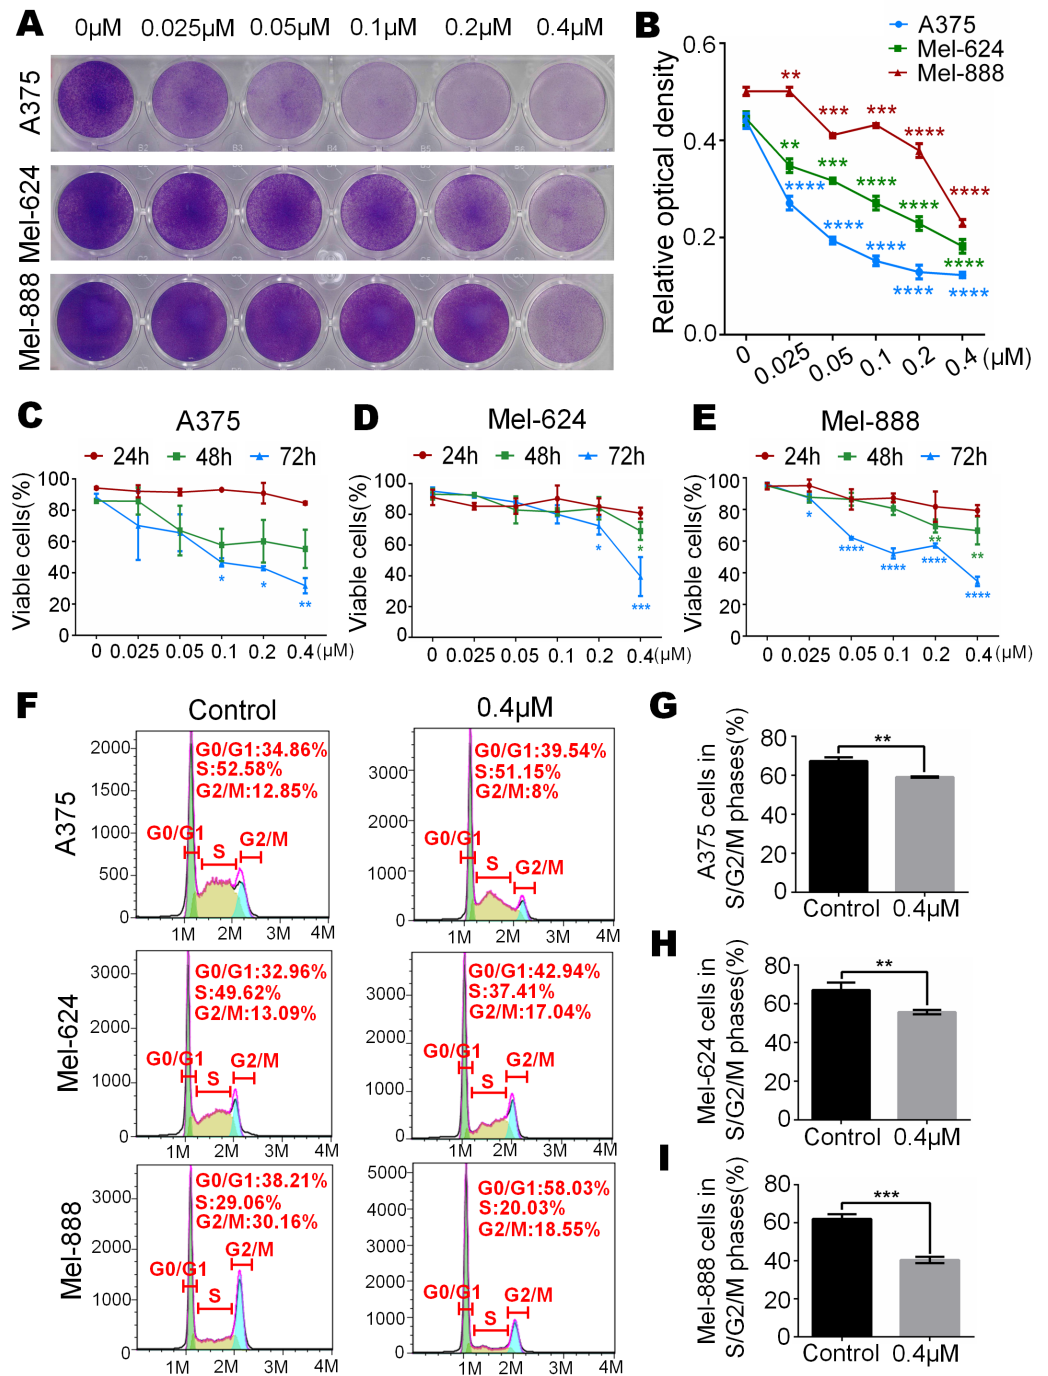 A
0µM 0.025µM 0.05µM 0.1µM 0.2µM 0.4µM
A375
Mel-624
Mel-888
B
A375
Mel-624
Mel-888
Relative optical density
0.6
0.4
0.2
0.0
** *** *** **** ****
** *** **** **** ****
**** **** **** **** ****
0 0.025 0.05 0.1 0.2 0.4 (µM)
C
A375
24h 48h 72h
Viable cells(%)
100
80
60
40
20
0
* * **
0 0.025 0.05 0.1 0.2 0.4(µM)
D
Mel-624
24h 48h 72h
Viable cells(%)
100
80
60
40
20
0
* * ***
0 0.025 0.05 0.1 0.2 0.4(µM)
E
Mel-888
24h 48h 72h
Viable cells(%)
100
80
60
40
20
0
** **
* **** **** **** ****
0 0.025 0.05 0.1 0.2 0.4(µM)
F
Control 0.4µM
A375
2000
1500
1000
500
0
G0/G1:34.86%
S:52.58%
G2/M:12.85%
G0/G1 S G2/M
1M 2M 3M 4M
3000
2000
1000
0
G0/G1:39.54%
S:51.15%
G2/M:8%
G0/G1 S G2/M
1M 2M 3M 4M
Mel-624
3000
2000
1000
0
G0/G1:32.96%
S:49.62%
G2/M:13.09%
G0/G1 S G2/M
1M 2M 3M 4M
3000
2000
1000
0
G0/G1:42.94%
S:37.41%
G2/M:17.04%
G0/G1 S G2/M
1M 2M 3M 4M
Mel-888
3000
2000
1000
0
G0/G1:38.21%
S:29.06%
G2/M:30.16%
G0/G1 S G2/M
1M 2M 3M 4M
5000
4000
3000
2000
1000
0
G0/G1:58.03%
S:20.03%
G2/M:18.55%
G0/G1 S G2/M
1M 2M 3M 4M
G
A375 cells in
S/G2/M phases(%)
80
60
40
20
0
**
Control 0.4µM
H
Mel-624 cells in
S/G2/M phases(%)
80
60
40
20
0
**
Control 0.4µM
I
Mel-888 cells in
S/G2/M phases(%)
80
60
40
20
0
***
Control 0.4µM